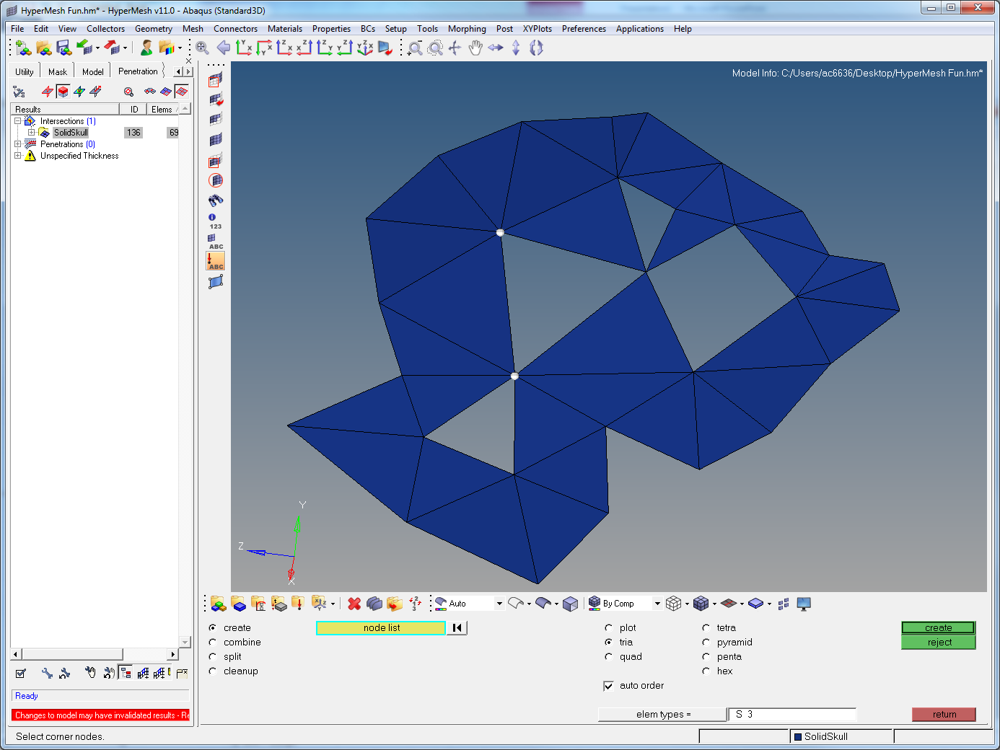 HyperMesh Fun.hm* - HyperMesh v11.0 - Abaqus (Standard3D)
File Edit View Collectors Geometry Mesh Connectors Materials Properties BCs Setup Tools Morphing Post XYPlots Preferences Applications Help
Utility Mask Model Penetration
Model Info: C:/Users/ac6636/Desktop/HyperMesh Fun.hm*
Results ID Elems
Intersections (1)
SolidSkull 136 69
Penetrations (0)
Unspecified Thickness
123
ABC
ABC
Y
Z
X
Auto
By Comp
create
combine
split
cleanup
node list
plot
tria
quad
auto order
tetra
pyramid
penta
hex
create
reject
elem types =
S 3
return
Ready
Changes to model may have invalidated results - Re
Select corner nodes.
SolidSkull